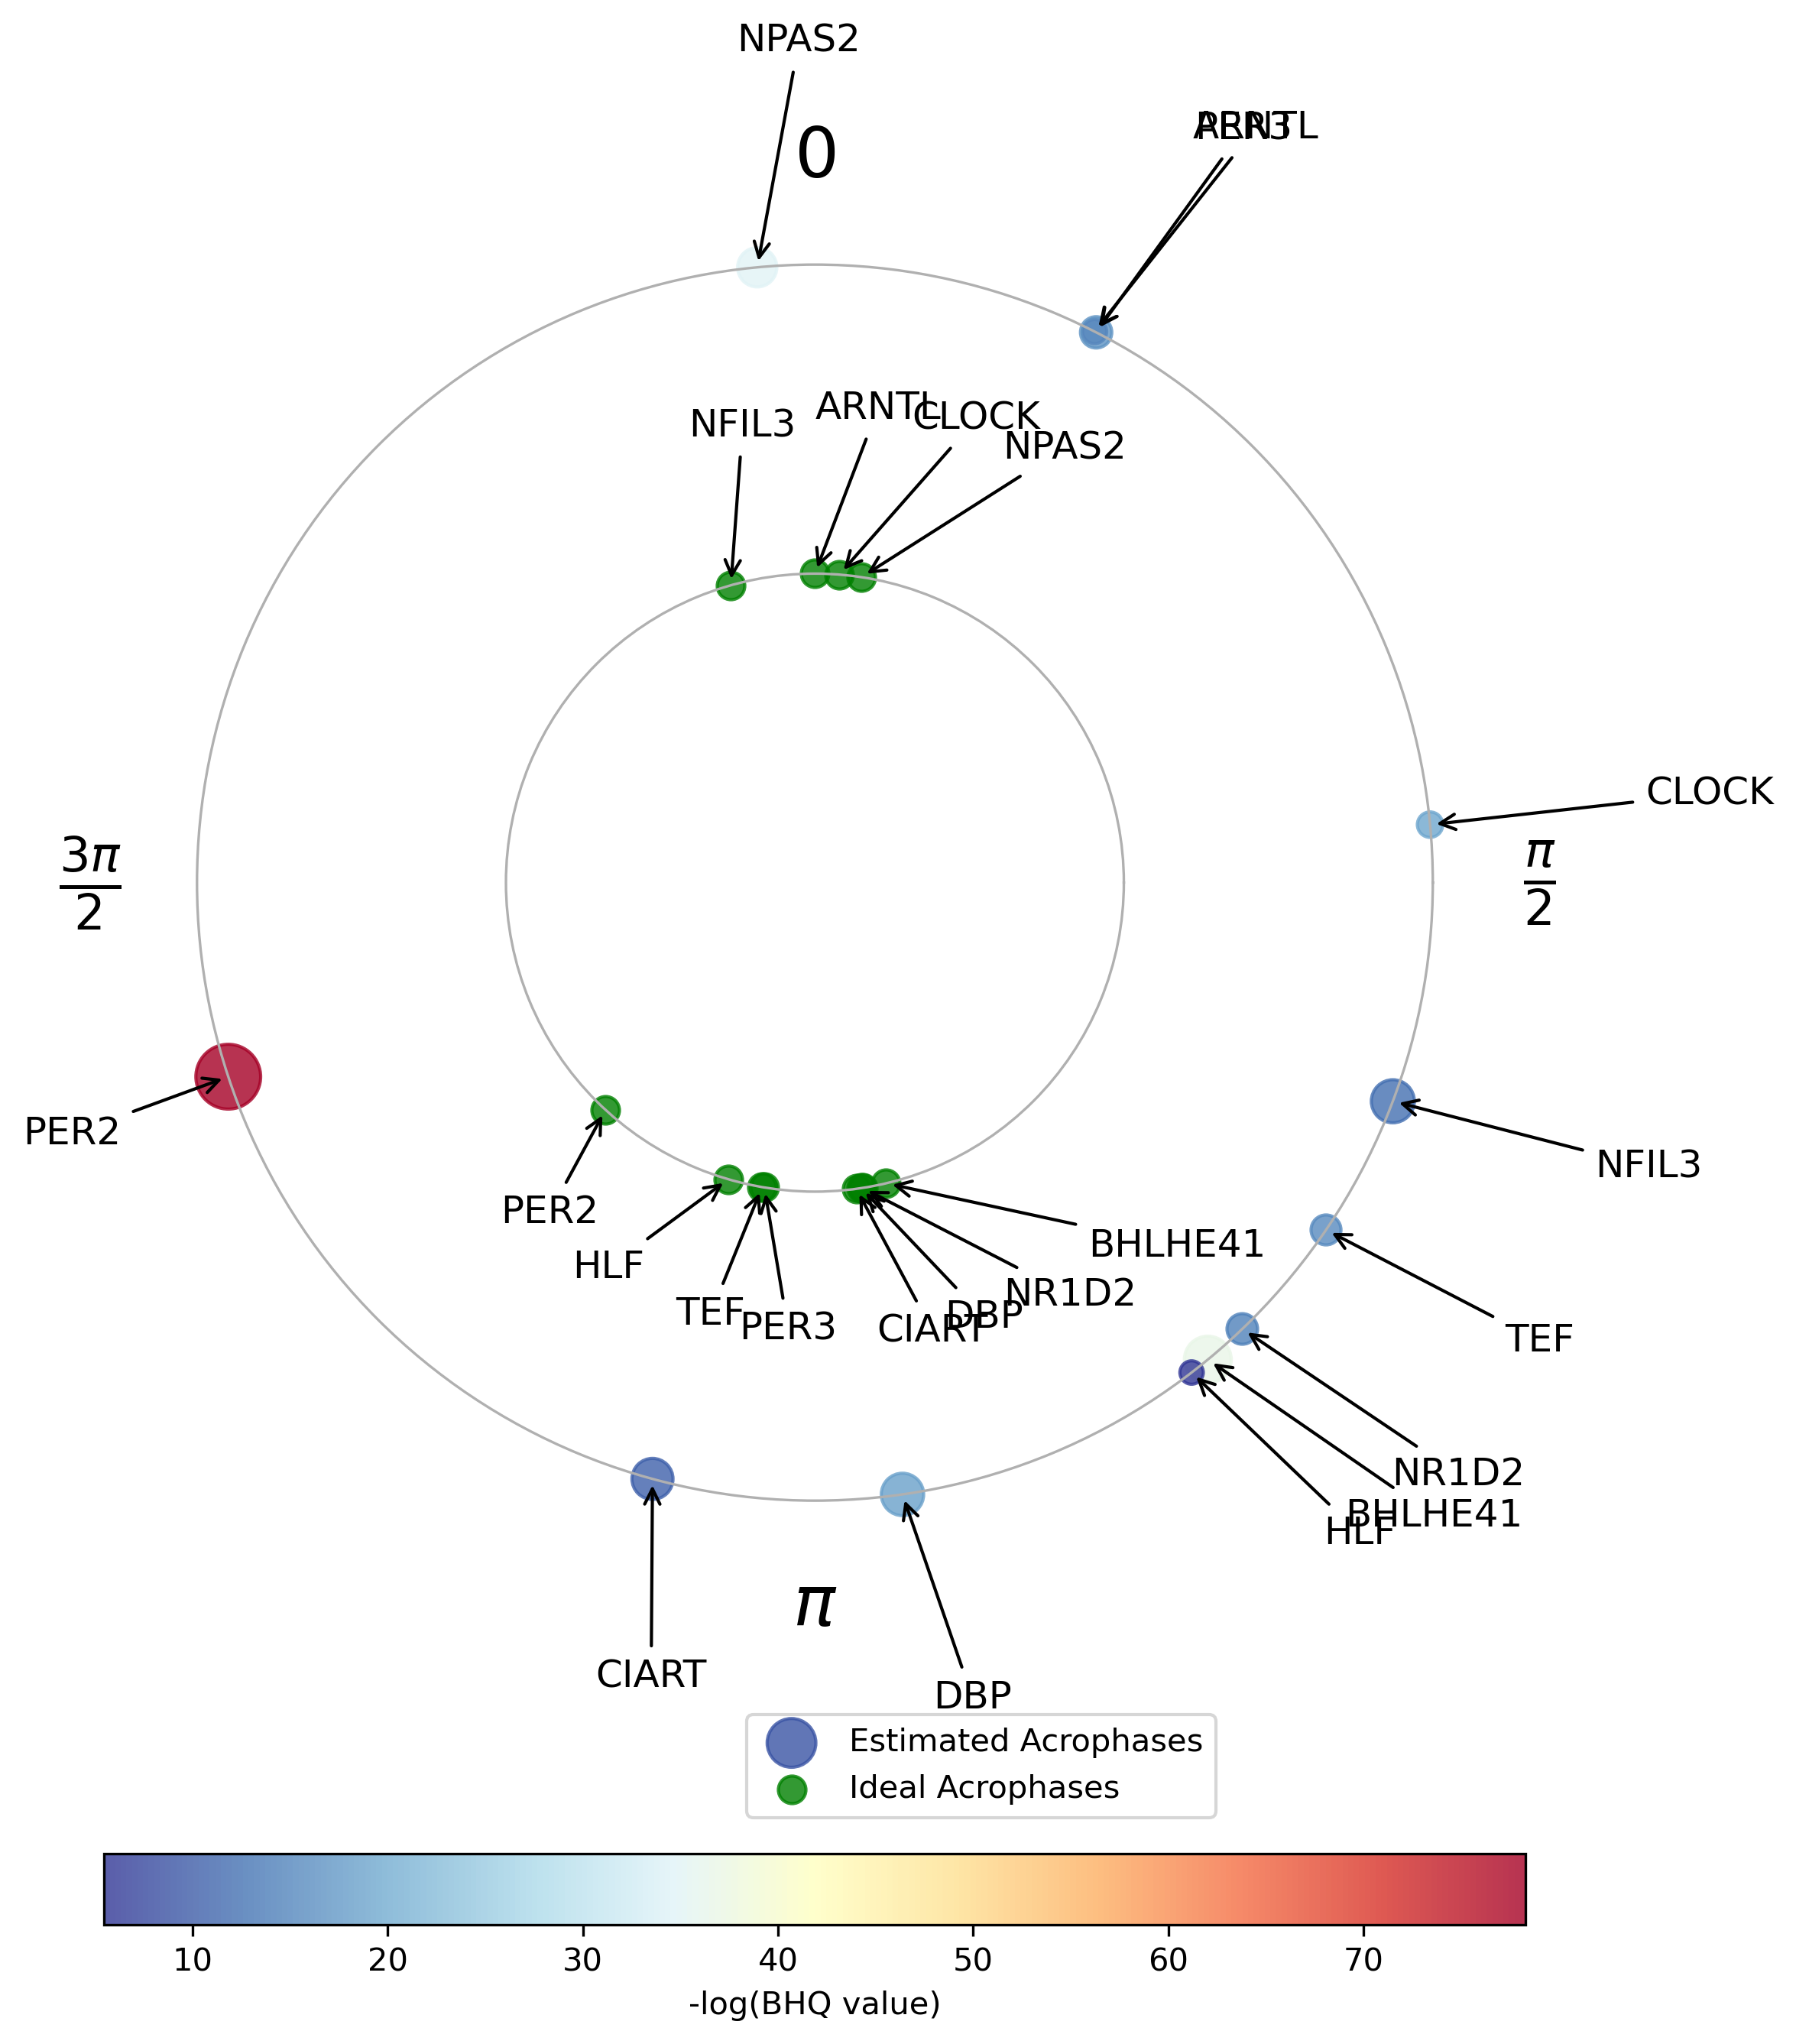 NPAS2
0
PER3
ARNTL
NFIL3
ARNTL
CLOCK
NPAS2
CLOCK
3π
2
π
2
PER2
NFIL3
PER2
HLF
TEF
PER3
CIART
DBP
NR1D2
BHLHE41
TEF
NR1D2
BHLHE41
HLF
π
CIART
DBP
Estimated Acrophases
Ideal Acrophases
10 20 30 40 50 60 70
-log(BHQ value)